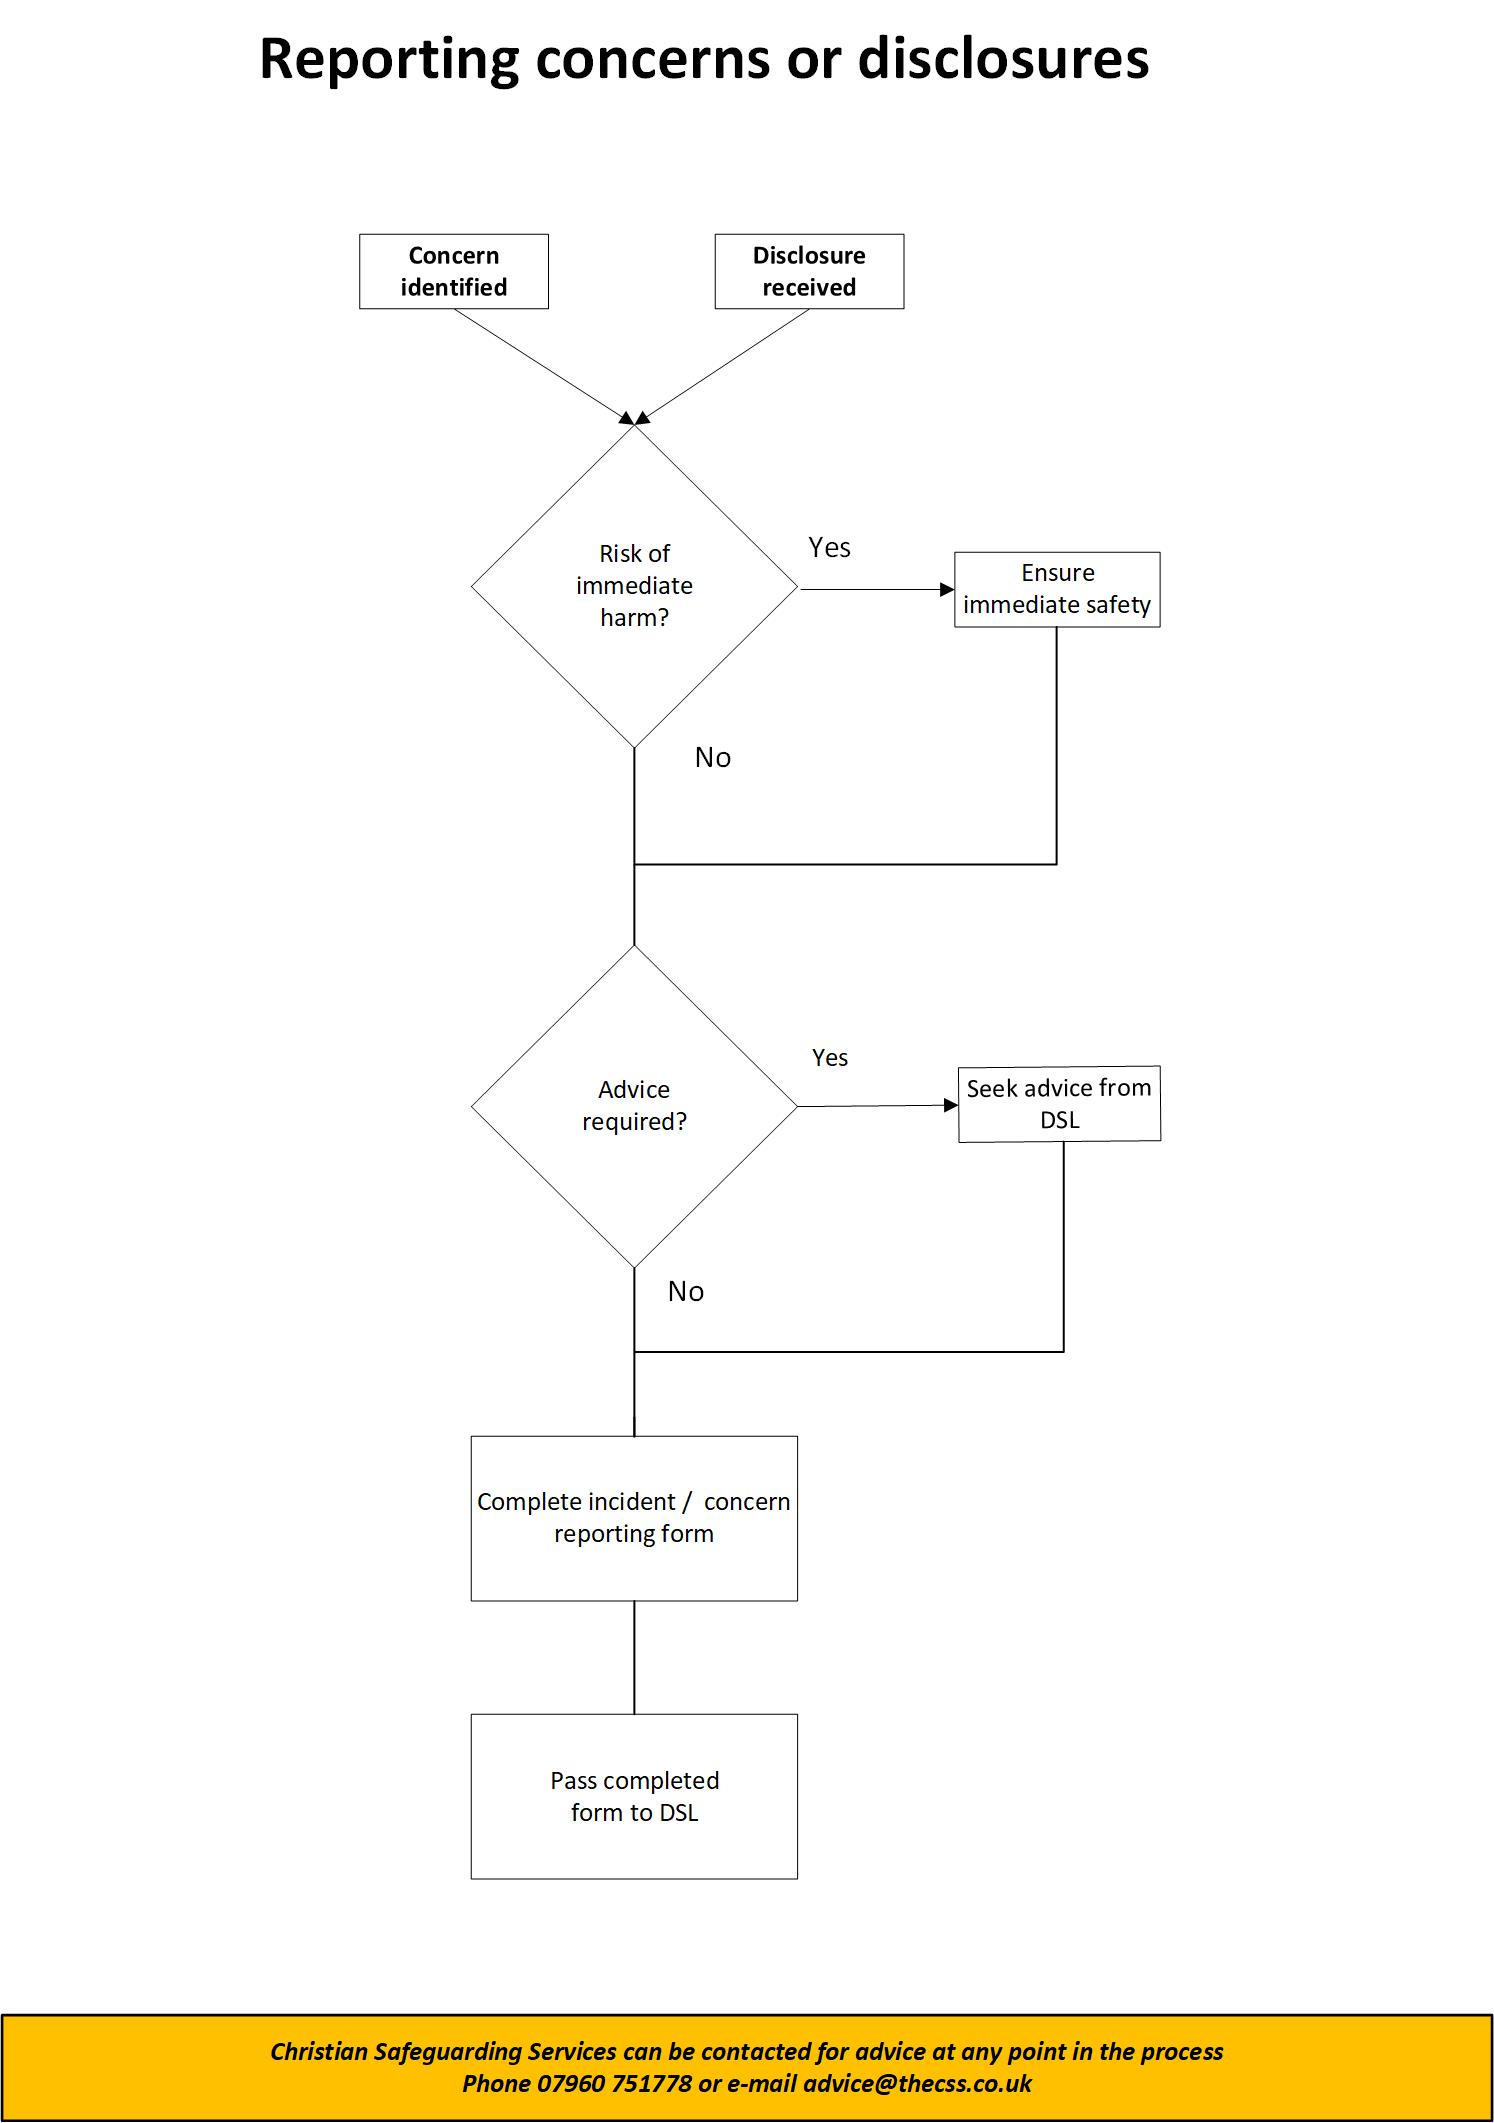 Reporting concerns or disclosures
Concern
identified
Disclosure
received
Risk of
immediate
harm?
Yes
Ensure
immediate safety
No
Advice
required?
Yes
Seek advice from
DSL
No
Complete incident /  concern
reporting form
Pass completed
form to DSL
Christian Safeguarding Services can be contacted for advice at any point in the process
Phone 07960 751778 or e-mail advice@thecss.co.uk